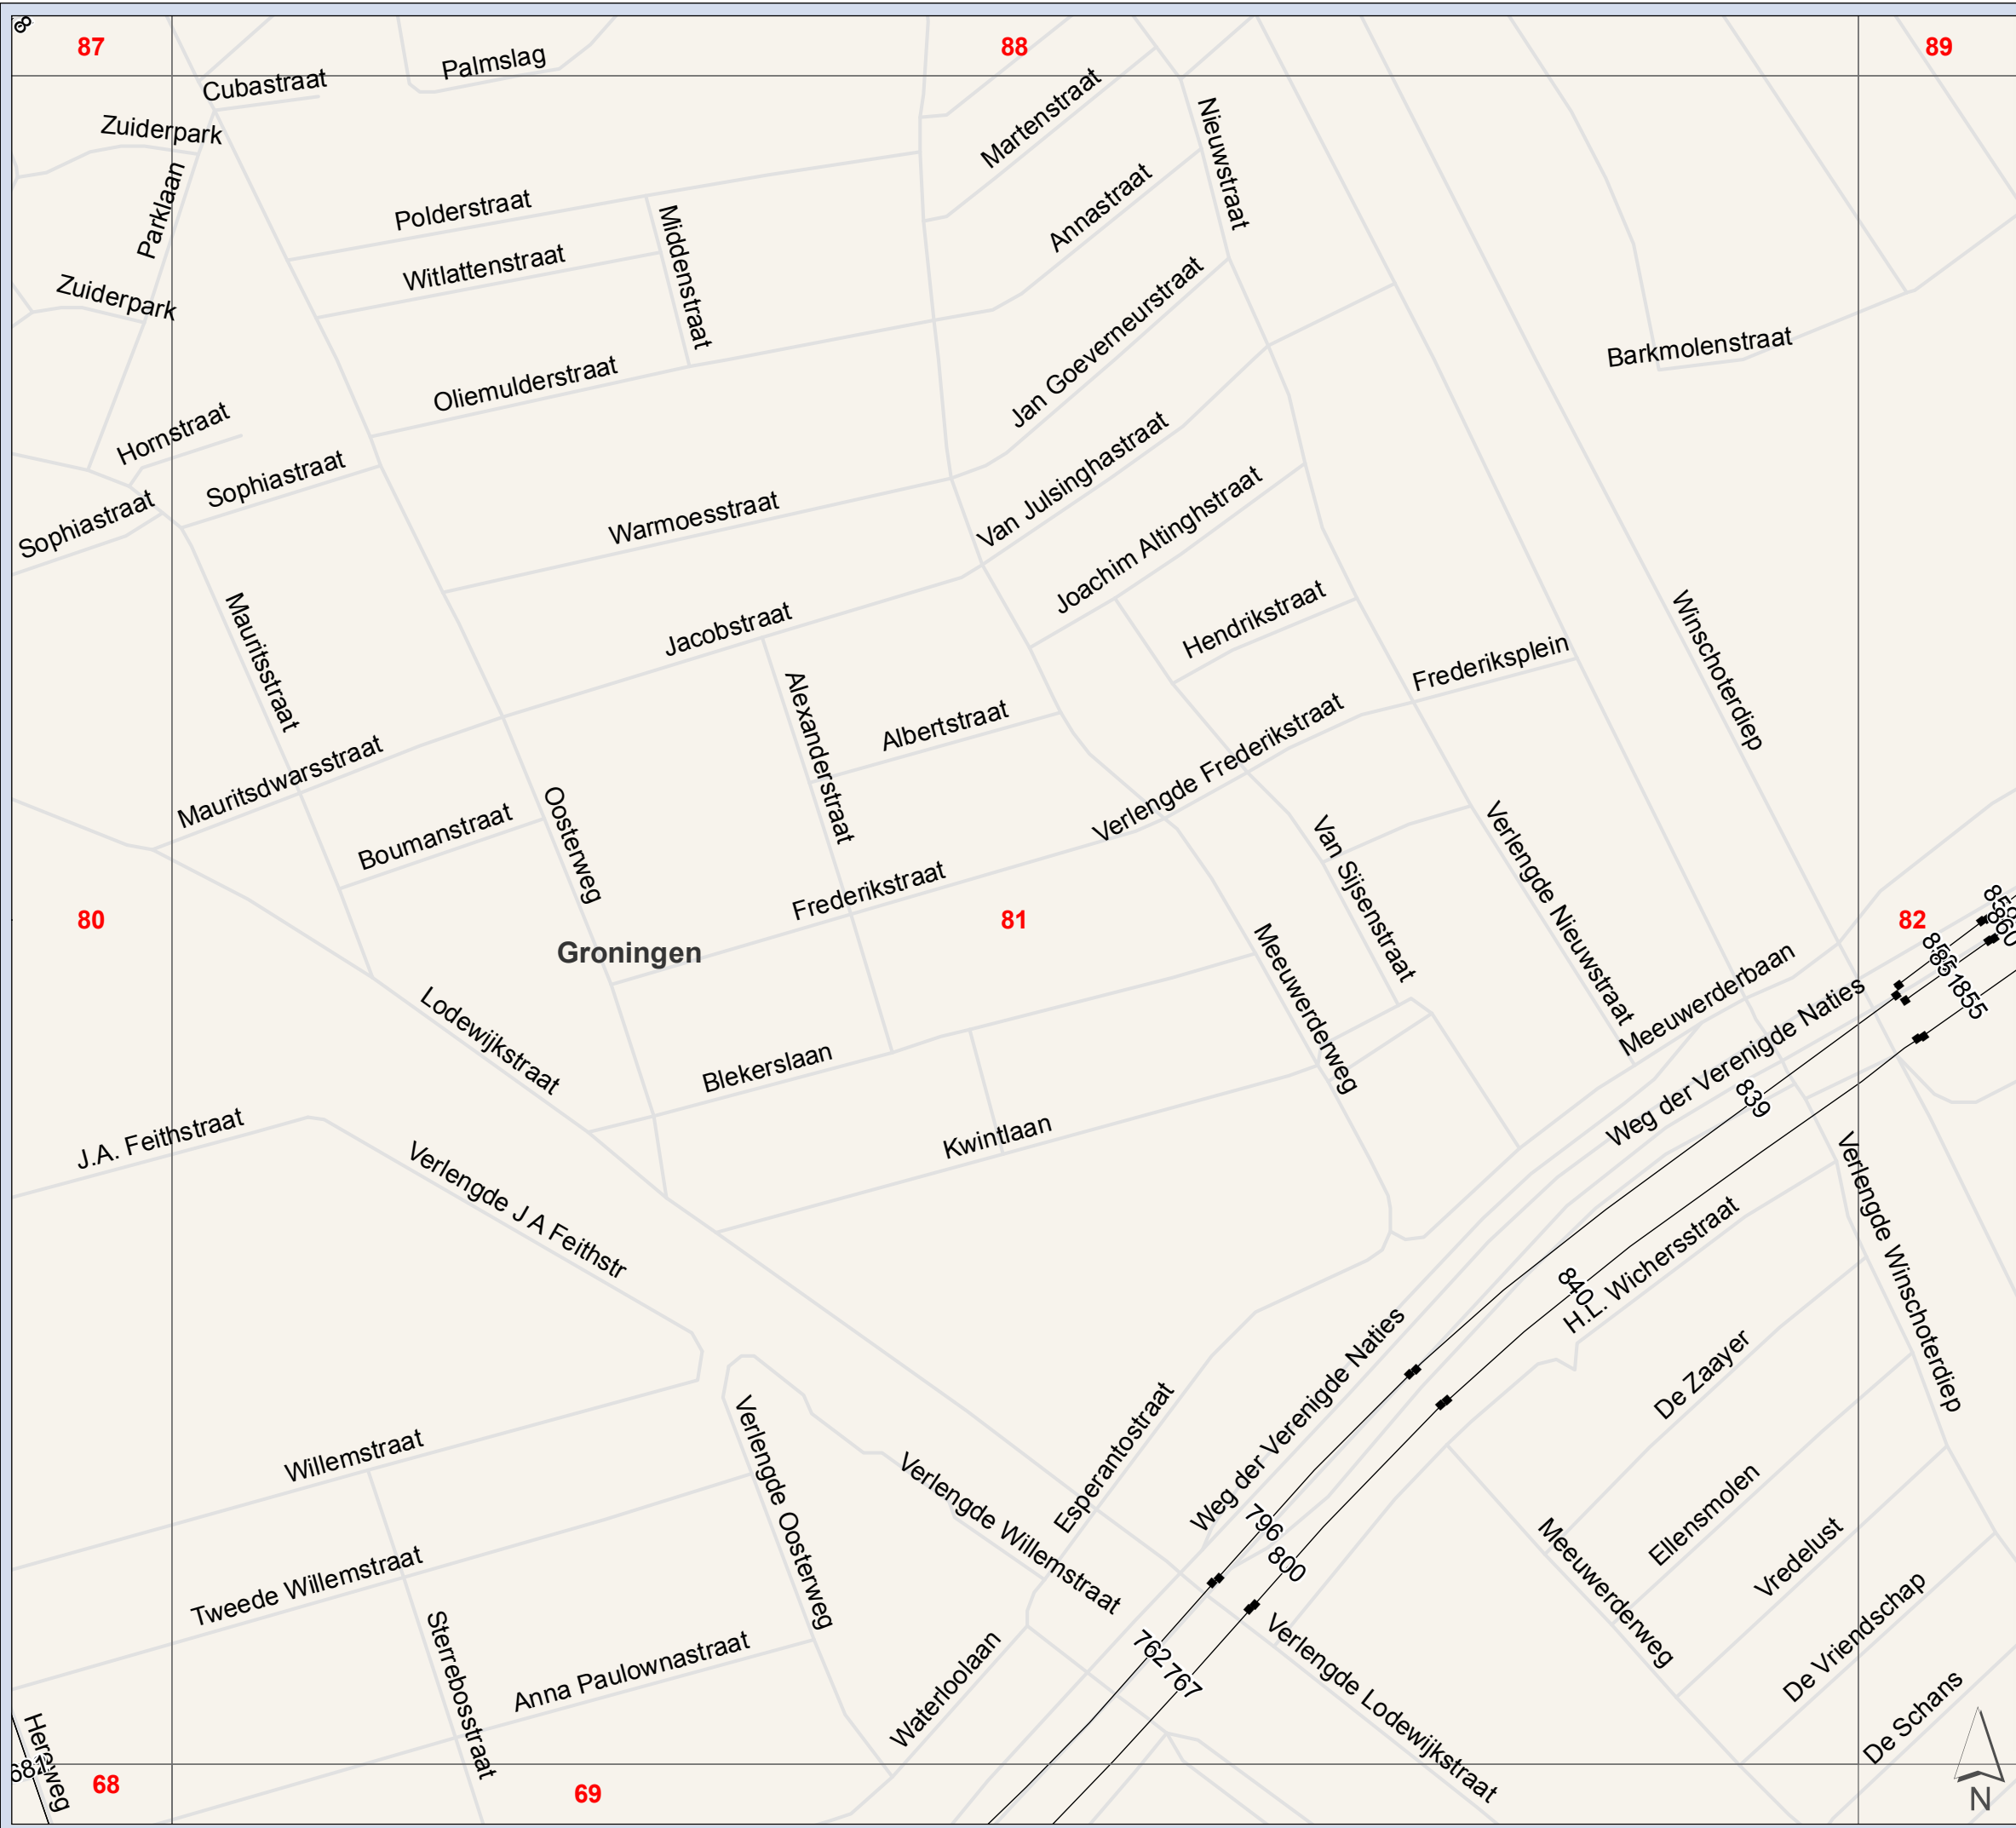 8
87
88
89
Palmslag
Cubastraat
Zuiderpark
Martenstraat
Nieuwstraat
Parklaan
Polderstraat
Annastraat
Middenstraat
Witlattenstraat
Zuiderpark
Jan Goeverneurstraat
Barkmolenstraat
Oliemulderstraat
Hornstraat
Sophiastraat
Sophiastraat
Warmoesstraat
Van Julsinghastraat
Joachim Altinghstraat
Mauritsstraat
Jacobstraat
Hendrikstraat
Winschoterdiep
Frederiksplein
Alexanderstraat
Albertstraat
Verlengde Frederikstraat
Mauritsdwarsstraat
Oosterweg
Boumanstraat
Van Sijsenstraat
Verlengde Nieuwstraat
Frederikstraat
80
81
82
Groningen
Meeuwerderweg
Meeuwerderbaan
860
1855
Lodewijkstraat
Weg der Verenigde Naties
Blekerslaan
839
J.A. Feithstraat
Kwintlaan
Verlengde J A Feithstr
Verlengde Winschoterdiep
H.L. Wichersstraat
840
Weg der Verenigde Naties
De Zaayer
Esperantostraat
Verlengde Oosterweg
Willemstraat
Verlengde Willemstraat
Ellensmolen
796
800
Vredelust
Meeuwerderweg
Tweede Willemstraat
Sterrebosstraat
De Vriendschap
Anna Paulownastraat
Waterloolaan
762
767
Verlengde Lodewijkstraat
De Schans
Hereweg
681
68
69
N